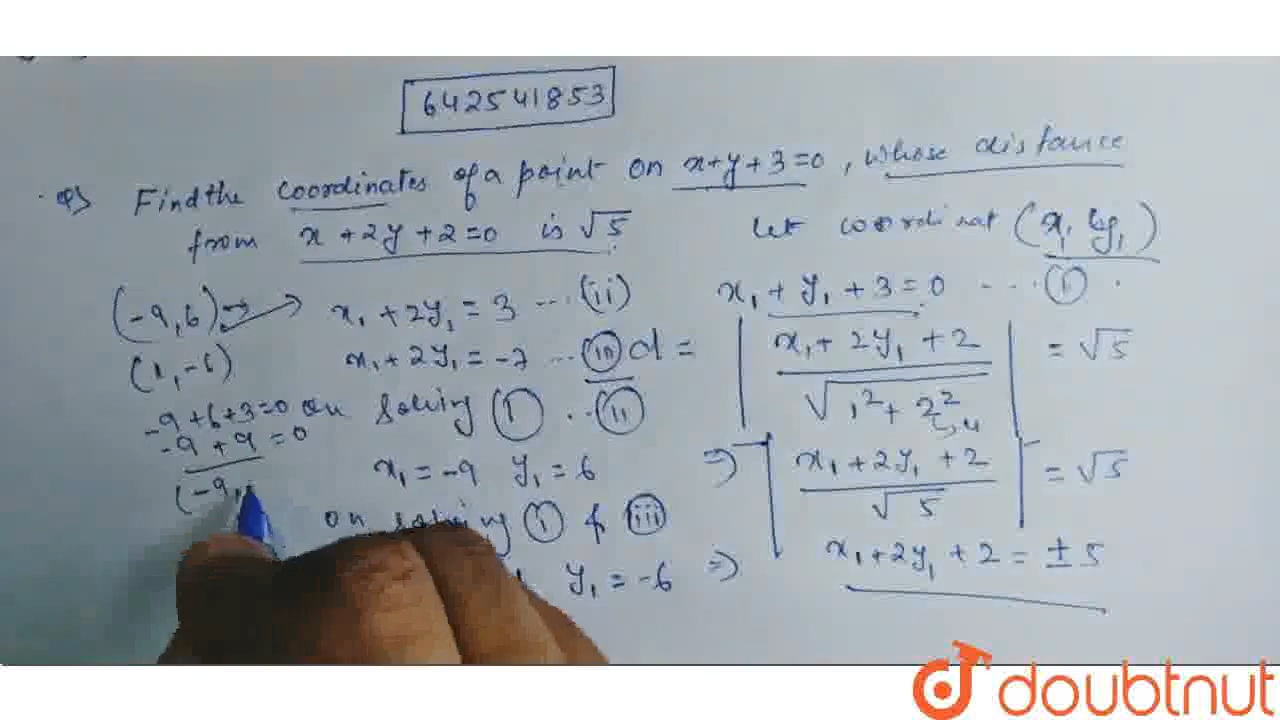 642541853
Q) Find the coordinates of a point on x+y+3=0, whose distance
from x+2y+2=0 is √5
let coordinat (x₁ & y₁)
x₁+y₁+3=0 --- (i)
d = |x₁+2y₁+2 / √1²+2²| = √5
4
⇒ |x₁+2y₁+2 / √5| = √5
⇒ x₁+2y₁+2=±5
(-9,6) → x₁+2y₁=3 ... (ii)
(1,-6) x₁+2y₁=-7 ... (iii)
on solving (i) .. (ii)
x₁=-9 y₁=6
on solving (i) & (iii)
y₁=-6
-9+6+3=0
-9+9=0
(-9,
doubtnut